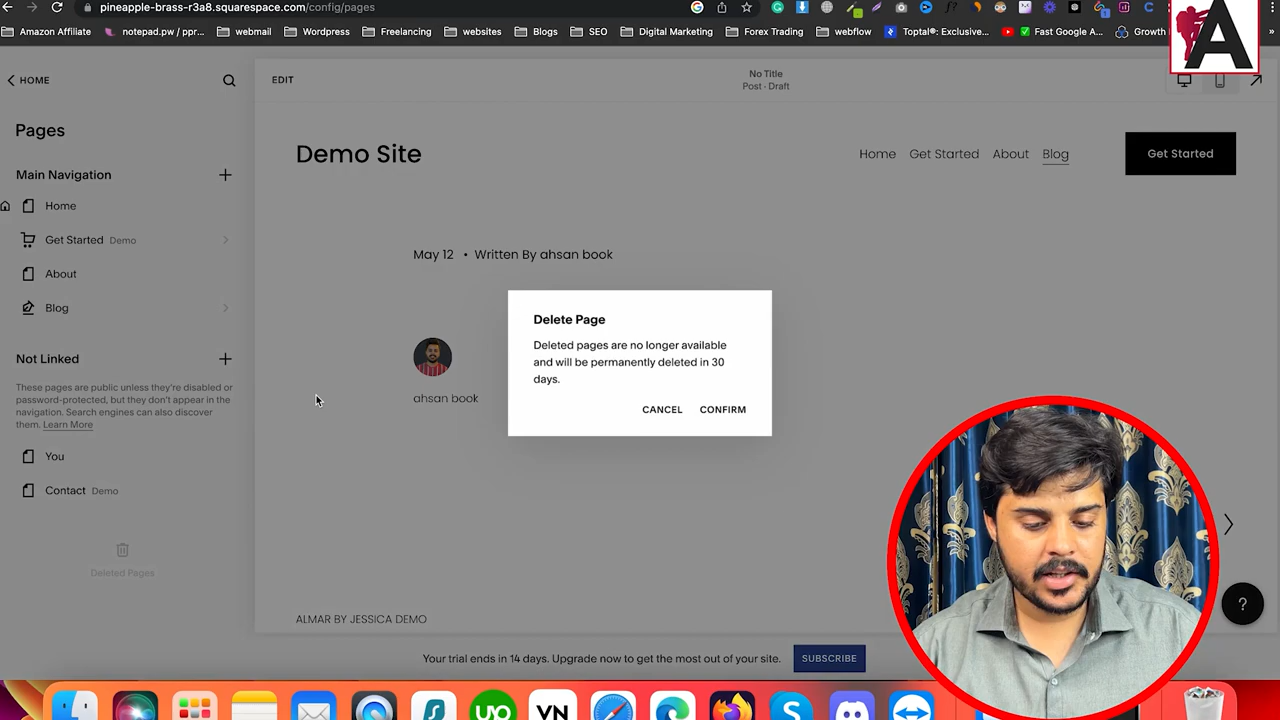 pineapple-brass-r3a8.squarespace.com/config/pages
Amazon Affiliate
notepad.pw / ppr...
webmail
Wordpress
Freelancing
websites
Blogs
SEO
Digital Marketing
Forex Trading
webflow
Toptal®: Exclusive...
Fast Google A...
Growth
A
HOME
EDIT
No Title
Post · Draft
Pages
Demo Site
Home
Get Started
About
Blog
Get Started
Main Navigation
Home
Get Started Demo
About
Blog
May 12 • Written By ahsan book
Delete Page
Deleted pages are no longer available
and will be permanently deleted in 30
days.
CANCEL
CONFIRM
ahsan book
Not Linked
These pages are public unless they're disabled or
password-protected, but they don't appear in the
navigation. Search engines can also discover
them. Learn More
You
Contact Demo
Deleted Pages
ALMAR BY JESSICA DEMO
?
Your trial ends in 14 days. Upgrade now to get the most out of your site.
SUBSCRIBE
UO
VN